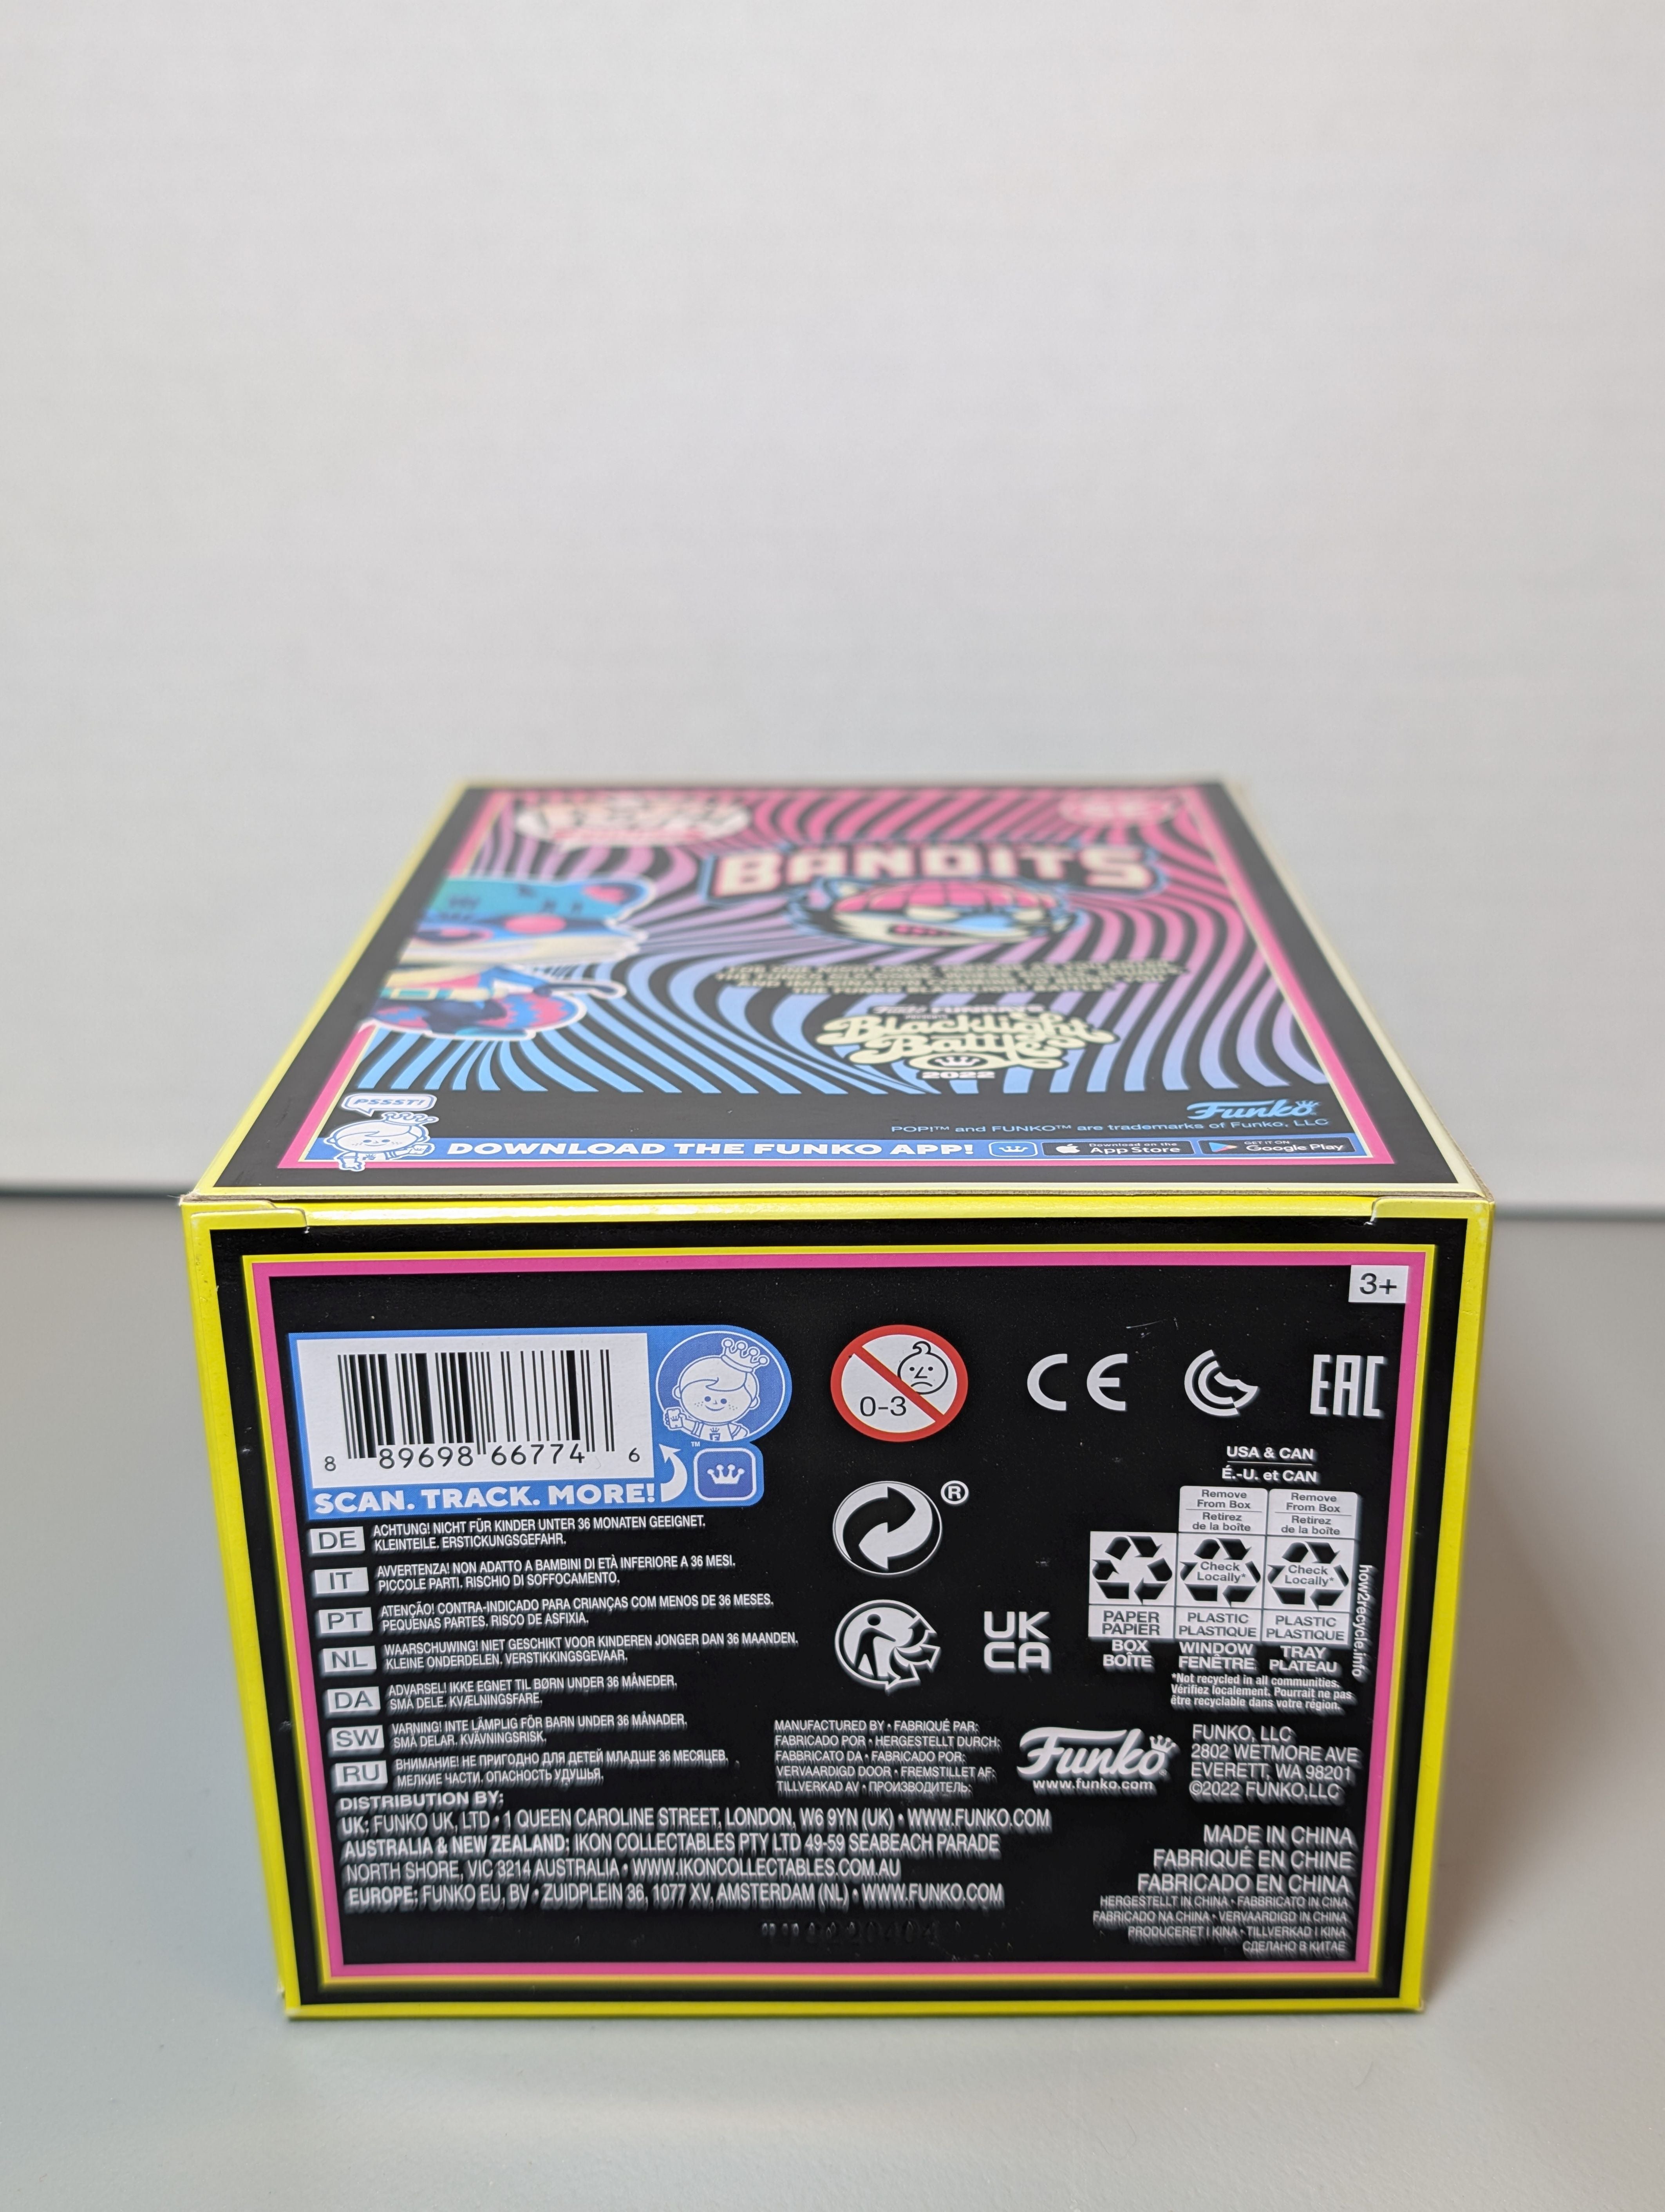 BANDITS
THE FUNKO
AND IMAGINATION
THE FUNKO BLACKLIGHT BATTLE
Funko FUNDAYS
Blacklight
Battle
2022
PSSST!
Funko
POP!™ and FUNKO™ are trademarks of Funko, LLC
DOWNLOAD THE FUNKO APP!
Download on the
App Store
GET IT ON
Google Play
3+
8 89698 66774 6
™
SCAN. TRACK. MORE!
0-3
CE
EAC
DE
ACHTUNG! NICHT FÜR KINDER UNTER 36 MONATEN GEEIGNET.
KLEINTEILE. ERSTICKUNGSGEFAHR.
IT
AVVERTENZA! NON ADATTO A BAMBINI DI ETÀ INFERIORE A 36 MESI.
PICCOLE PARTI. RISCHIO DI SOFFOCAMENTO.
PT
ATENÇÃO! CONTRA-INDICADO PARA CRIANÇAS COM MENOS DE 36 MESES.
PEQUENAS PARTES. RISCO DE ASFIXIA.
NL
WAARSCHUWING! NIET GESCHIKT VOOR KINDEREN JONGER DAN 36 MAANDEN.
KLEINE ONDERDELEN. VERSTIKKINGSGEVAAR.
DA
ADVARSEL! IKKE EGNET TIL BØRN UNDER 36 MÅNEDER.
SMÅ DELE. KVÆLNINGSFARE.
SW
VARNING! INTE LÄMPLIG FÖR BARN UNDER 36 MÅNADER.
SMÅ DELAR. KVÄVNINGSRISK.
RU
ВНИМАНИЕ! НЕ ПРИГОДНО ДЛЯ ДЕТЕЙ МЛАДШЕ 36 МЕСЯЦЕВ.
МЕЛКИЕ ЧАСТИ. ОПАСНОСТЬ УДУШЬЯ.
®
UK
CA
USA & CAN
É.-U. et CAN
Remove
From Box
Retirez
de la boîte
Remove
From Box
Retirez
de la boîte
Check
Locally*
Check
Locally*
PAPER
PAPIER
PLASTIC
PLASTIQUE
PLASTIC
PLASTIQUE
BOX
BOÎTE
WINDOW
FENÊTRE
TRAY
PLATEAU
how2recycle.info
*Not recycled in all communities.
Vérifiez localement. Pourrait ne pas
être recyclable dans votre région.
MANUFACTURED BY • FABRIQUÉ PAR:
FABRICADO POR • HERGESTELLT DURCH:
FABBRICATO DA • FABRICADO POR:
VERVAARDIGD DOOR • FREMSTILLET AF:
TILLVERKAD AV • ПРОИЗВОДИТЕЛЬ:
Funko
www.funko.com
FUNKO, LLC
2802 WETMORE AVE
EVERETT, WA 98201
©2022 FUNKO,LLC
DISTRIBUTION BY:
UK: FUNKO UK, LTD • 1 QUEEN CAROLINE STREET, LONDON, W6 9YN (UK) • WWW.FUNKO.COM
AUSTRALIA & NEW ZEALAND: IKON COLLECTABLES PTY LTD 49-59 SEABEACH PARADE
NORTH SHORE, VIC 3214 AUSTRALIA • WWW.IKONCOLLECTABLES.COM.AU
EUROPE: FUNKO EU, BV • ZUIDPLEIN 36, 1077 XV, AMSTERDAM (NL) • WWW.FUNKO.COM
MADE IN CHINA
FABRIQUÉ EN CHINE
FABRICADO EN CHINA
HERGESTELLT IN CHINA • FABBRICATO IN CINA
FABRICADO NA CHINA • VERVAARDIGD IN CHINA
PRODUCERET I KINA • TILLVERKAD I KINA
СДЕЛАНО В КИТАЕ